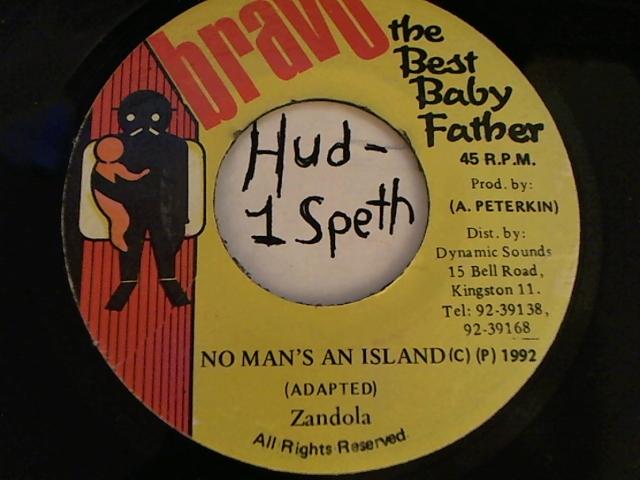 bravo
the
Best
Baby
Father
45 R.P.M.
Prod. by:
(A. PETERKIN)
Dist. by:
Dynamic Sounds
15 Bell Road,
Kingston 11.
Tel: 92-39138,
92-39168
Hud-
1 Speth
NO MAN'S AN ISLAND (C) (P) 1992
(ADAPTED)
Zandola
All Rights Reserved